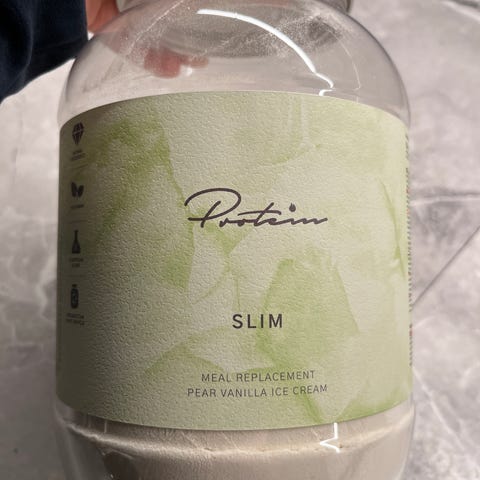 Protein
SLIM
MEAL REPLACEMENT
PEAR VANILLA ICE CREAM